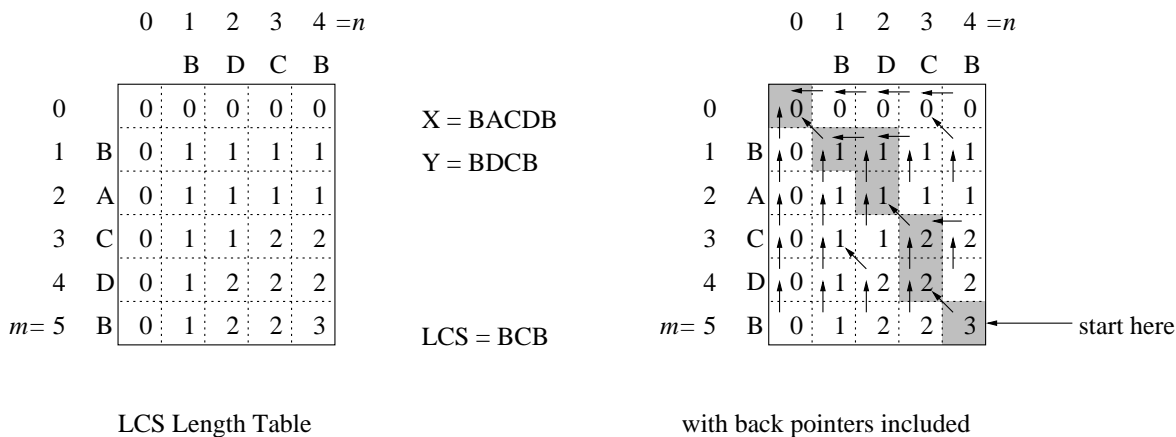 0 1 2 3 4 =n
B D C B
0 0 0 0 0 0
1 B 0 1 1 1 1
2 A 0 1 1 1 1
3 C 0 1 1 2 2
4 D 0 1 2 2 2
m= 5 B 0 1 2 2 3
LCS Length Table
X = BACDB
Y = BDCB
LCS = BCB
0 1 2 3 4 =n
B D C B
0 0 0 0 0 0
1 B 0 1 1 1 1
2 A 0 1 1 1 1
3 C 0 1 1 2 2
4 D 0 1 2 2 2
m= 5 B 0 1 2 2 3
start here
with back pointers included